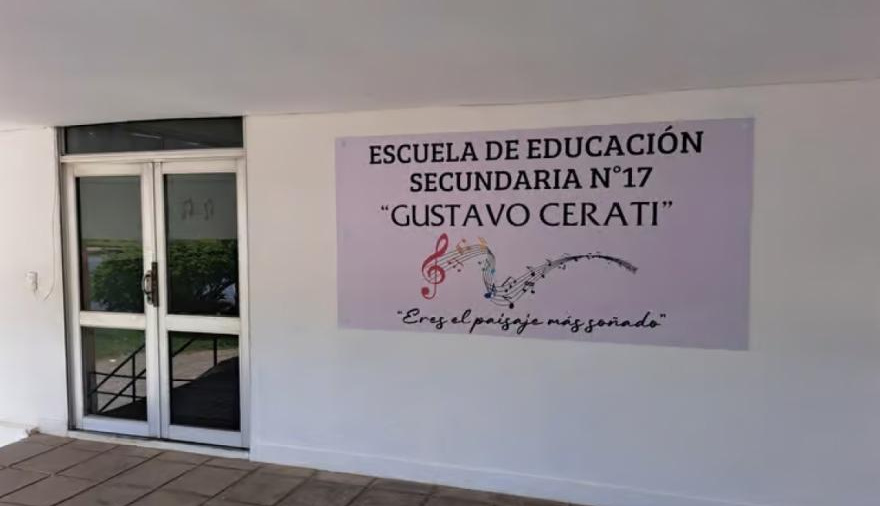 ESCUELA DE EDUCACIÓN
SECUNDARIA N°17
“GUSTAVO CERATI”
“Eres el paisaje más soñado”